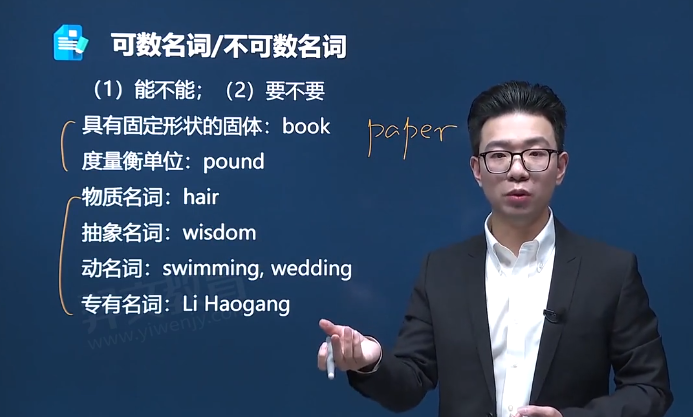 可数名词/不可数名词
（1）能不能；（2）要不要
具有固定形状的固体：book
paper
度量衡单位：pound
物质名词：hair
抽象名词：wisdom
动名词：swimming, wedding
专有名词：Li Haogang
www.yiwenjy.com